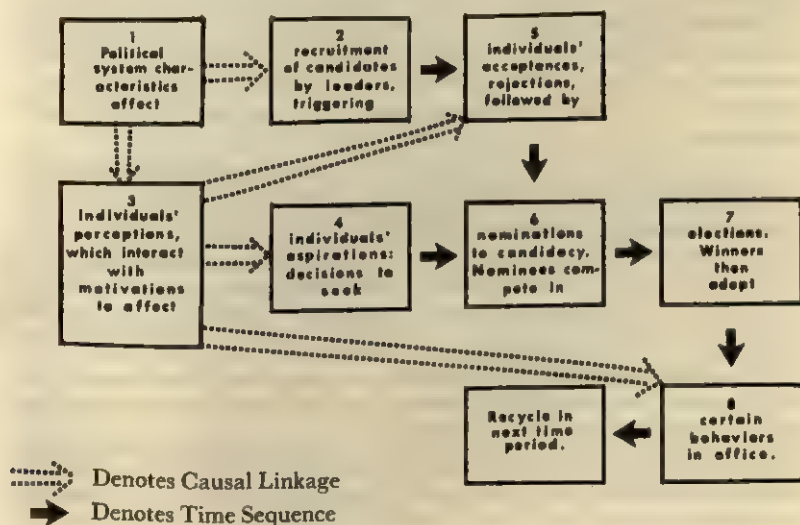 1
Political
system char-
acteristics
affect
2
recruitment
of candidates
by leaders,
triggering
5
individuals'
acceptances,
rejections,
followed by
3
individuals'
perceptions,
which interact
with
motivations
to affect
4
individuals'
aspirations:
decisions to
seek
6
nominations
to candidacy.
Nominees com-
pete in
7
elections.
Winners
then
adopt
8
certain
behaviors
in office.
Recycle in
next time
period.
Denotes Causal Linkage
Denotes Time Sequence